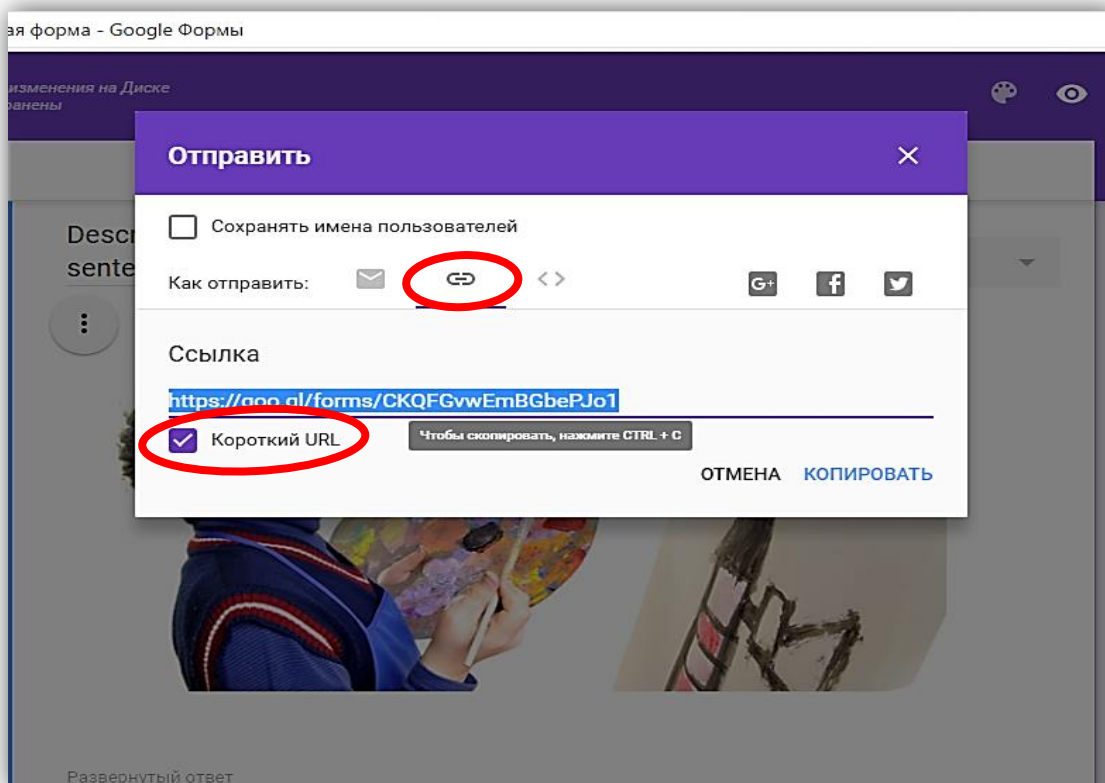 ая форма - Google Формы
изменения на Диске
ранены
Отправить
Сохранять имена пользователей
Descr
sente
Как отправить:
G+
f
Ссылка
https://goo.gl/forms/CKQFGvwEmBGbePJo1
Короткий URL
Чтобы скопировать, нажмите CTRL + C
ОТМЕНА КОПИРОВАТЬ
Развернутый ответ